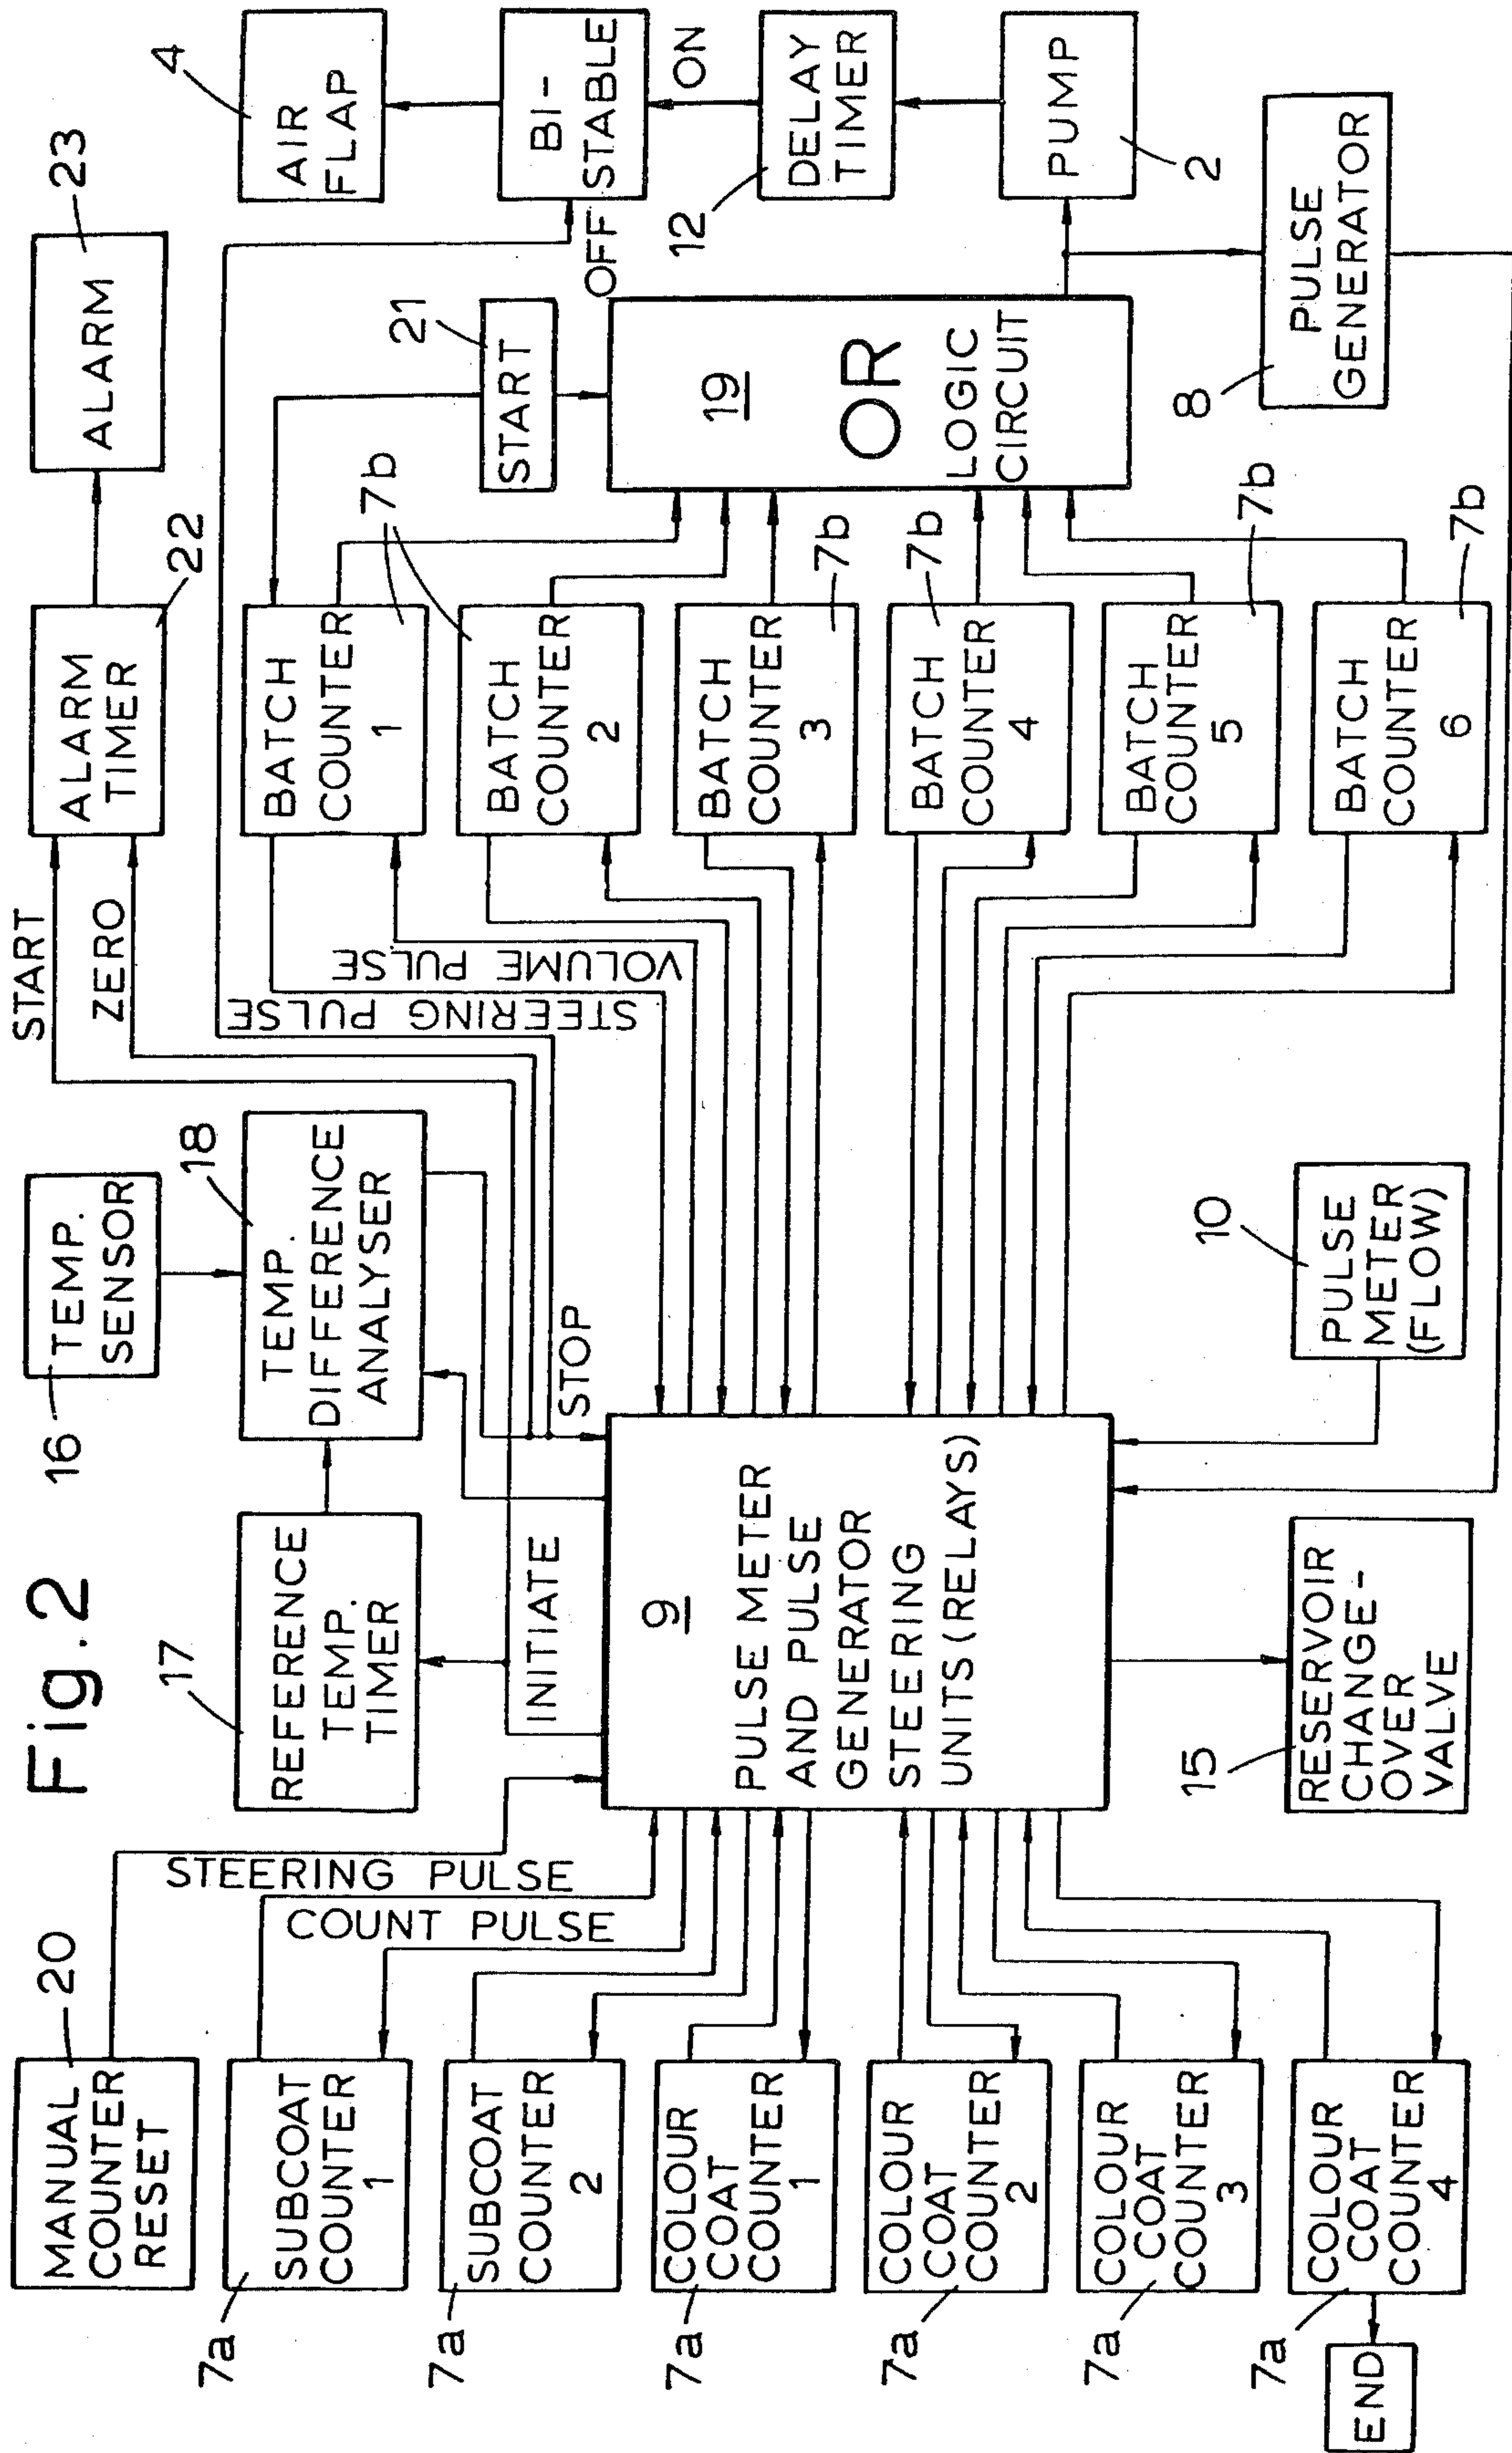 Fig.2
16
TEMP.
SENSOR
START
ZERO
ALARM
TIMER
22
ALARM
23
20
MANUAL
COUNTER
RESET
17
REFERENCE
TEMP.
TIMER
18
TEMP.
DIFFERENCE
ANALYSER
4
AIR
FLAP
BI-
STABLE
OFF
ON
12
DELAY
TIMER
PUMP
2
STEERING PULSE
COUNT PULSE
INITIATE
STOP
STEERING PULSE
VOLUME PULSE
7a
SUBCOAT
COUNTER
1
7a
SUBCOAT
COUNTER
2
7a
COLOUR
COAT
COUNTER
1
7a
COLOUR
COAT
COUNTER
2
7a
COLOUR
COAT
COUNTER
3
7a
COLOUR
COAT
COUNTER
4
END
9
PULSE METER
AND PULSE
GENERATOR
STEERING
UNITS (RELAYS)
BATCH
COUNTER
1
7b
BATCH
COUNTER
2
BATCH
COUNTER
3
7b
BATCH
COUNTER
4
7b
BATCH
COUNTER
5
7b
BATCH
COUNTER
6
7b
START
21
19
OR
LOGIC
CIRCUIT
15
RESERVOIR
CHANGE-
OVER
VALVE
10
PULSE
METER
(FLOW)
8
PULSE
GENERATOR